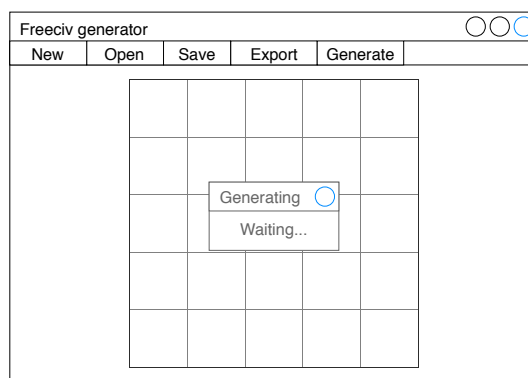 Freeciv generator
New Open Save Export Generate
Generating
Waiting...